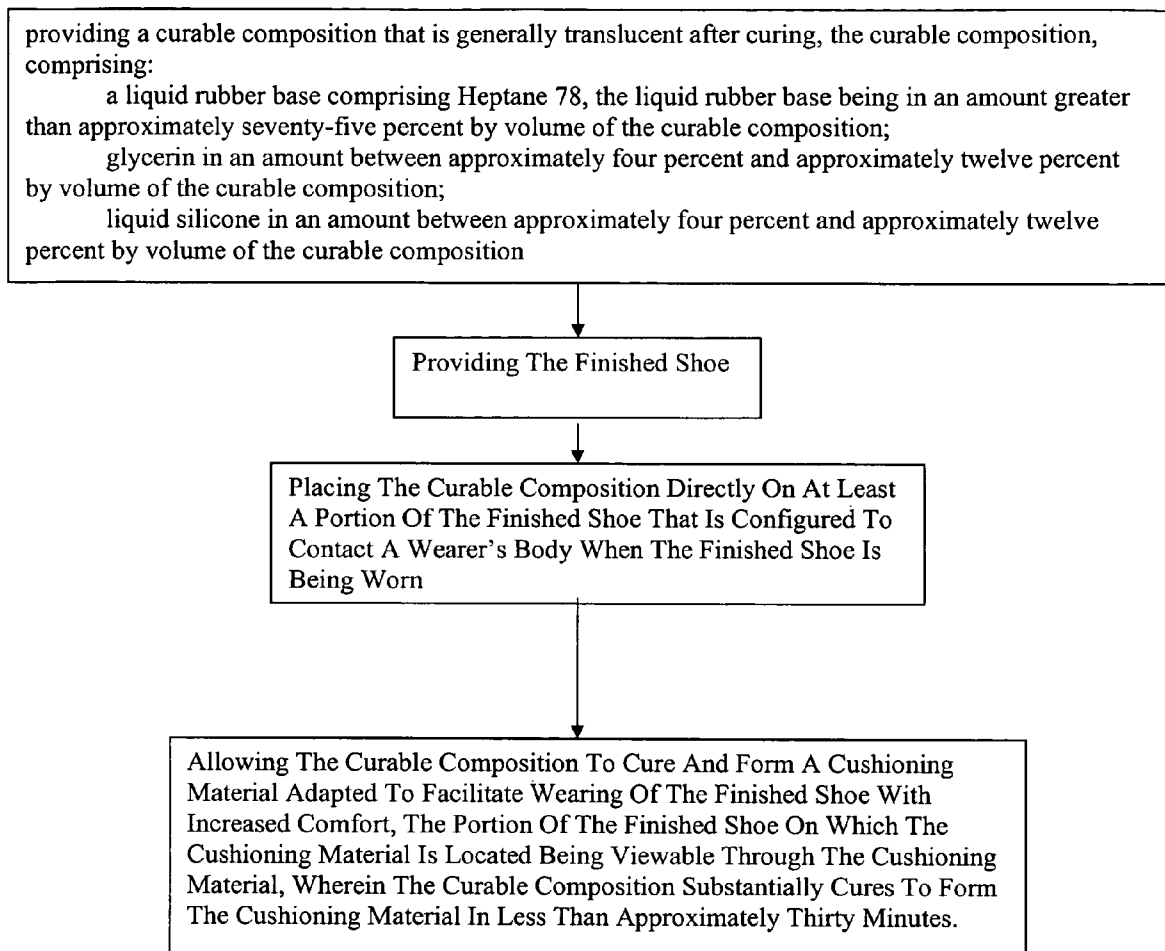 providing a curable composition that is generally translucent after curing, the curable composition,
comprising:
a liquid rubber base comprising Heptane 78, the liquid rubber base being in an amount greater
than approximately seventy-five percent by volume of the curable composition;
glycerin in an amount between approximately four percent and approximately twelve percent
by volume of the curable composition;
liquid silicone in an amount between approximately four percent and approximately twelve
percent by volume of the curable composition
Providing The Finished Shoe
Placing The Curable Composition Directly On At Least
A Portion Of The Finished Shoe That Is Configured To
Contact A Wearer's Body When The Finished Shoe Is
Being Worn
Allowing The Curable Composition To Cure And Form A Cushioning
Material Adapted To Facilitate Wearing Of The Finished Shoe With
Increased Comfort, The Portion Of The Finished Shoe On Which The
Cushioning Material Is Located Being Viewable Through The Cushioning
Material, Wherein The Curable Composition Substantially Cures To Form
The Cushioning Material In Less Than Approximately Thirty Minutes.